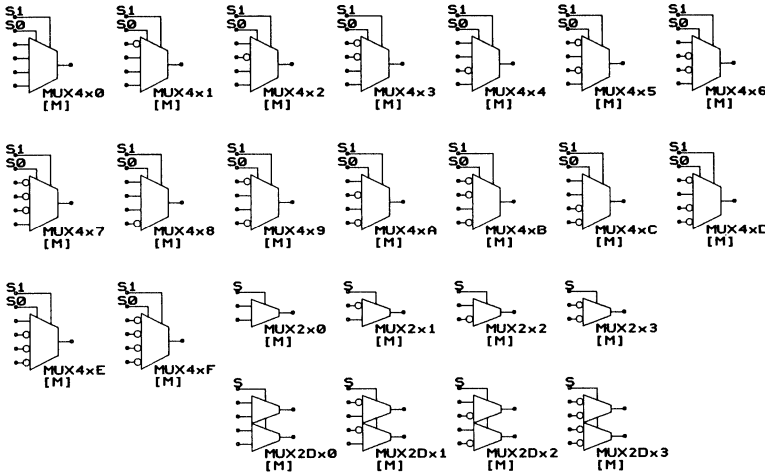 S1 S1 S1 S1 S1 S1 S1
S0 S0 S0 S0 S0 S0 S0
MUX4x0 MUX4x1 MUX4x2 MUX4x3 MUX4x4 MUX4x5 MUX4x6
[M] [M] [M] [M] [M] [M] [M]
S1 S1 S1 S1 S1 S1 S1
S0 S0 S0 S0 S0 S0 S0
MUX4x7 MUX4x8 MUX4x9 MUX4xA MUX4xB MUX4xC MUX4xD
[M] [M] [M] [M] [M] [M] [M]
S1 S1 S S S S
S0 S0
MUX2x0 MUX2x1 MUX2x2 MUX2x3
[M] [M] [M] [M]
MUX4xE MUX4xF
[M] [M]
S S S S
MUX2Dx0 MUX2Dx1 MUX2Dx2 MUX2Dx3
[M] [M] [M] [M]